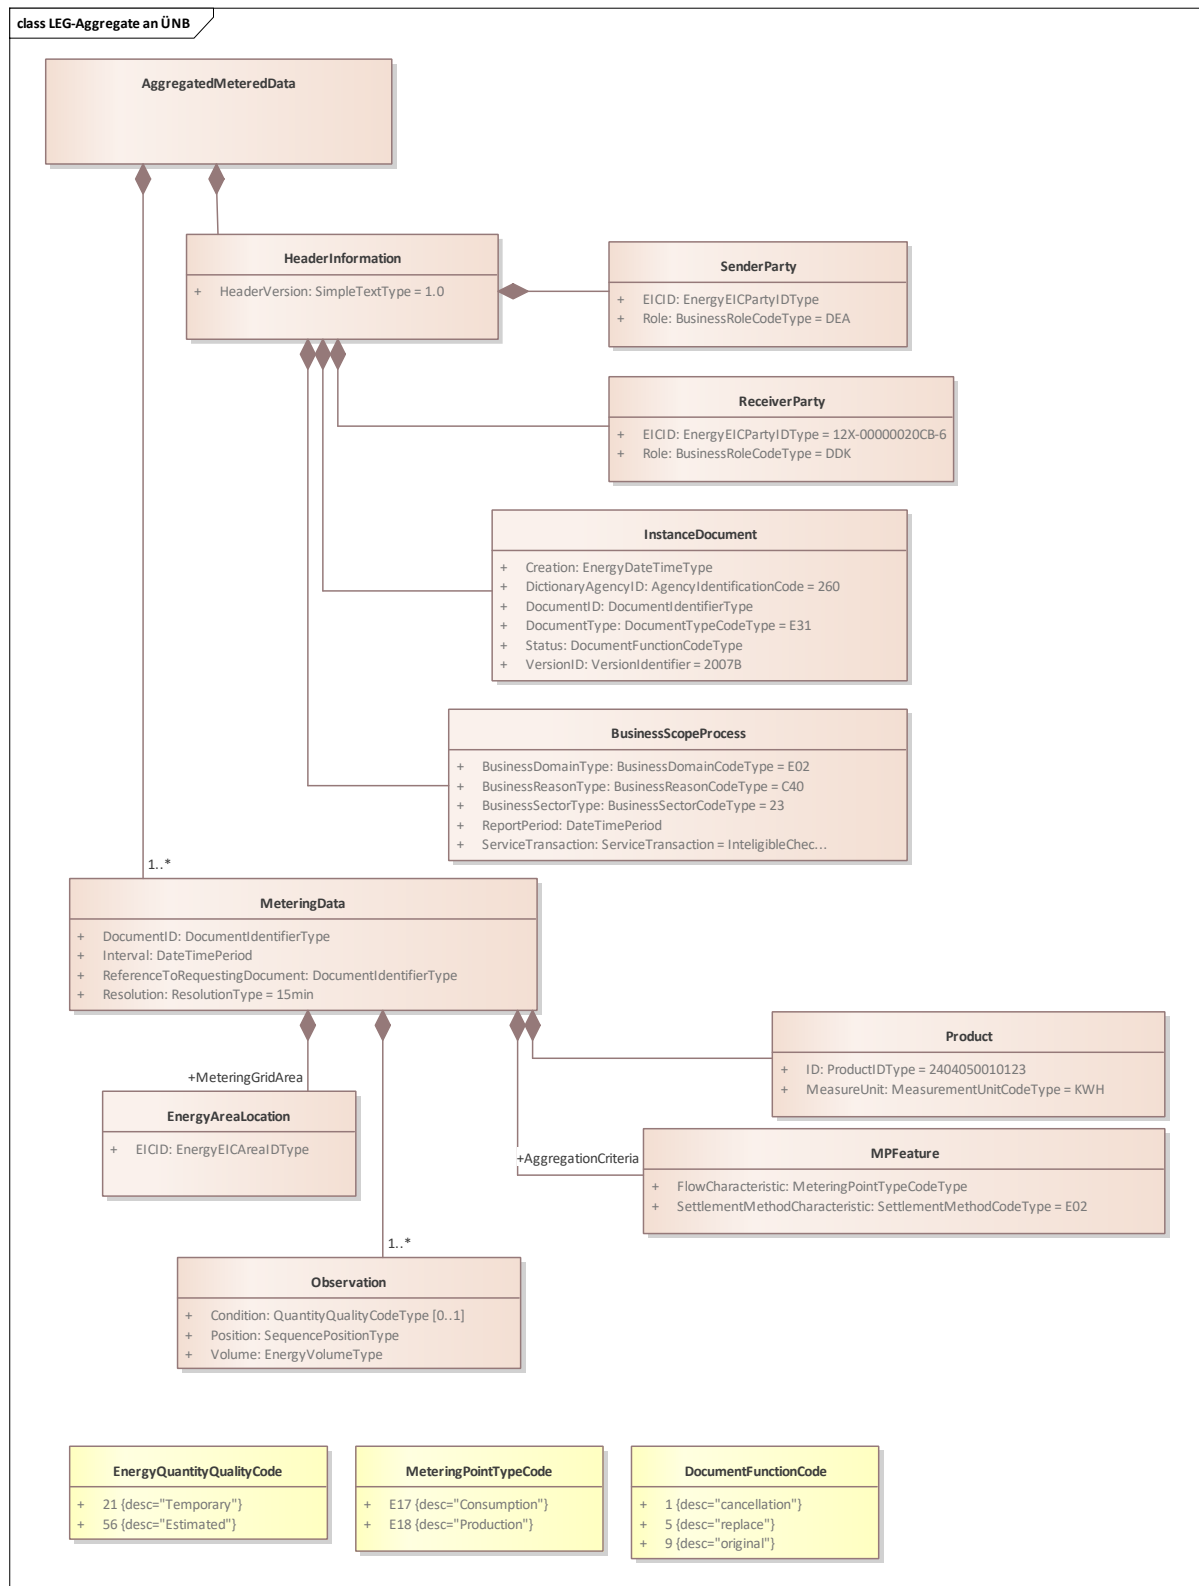 class LEG-Aggregate an ÜNB
AggregatedMeteredData
HeaderInformation
+ HeaderVersion: SimpleTextType = 1.0
SenderParty
+ EICID: EnergyEICPartyIDType
+ Role: BusinessRoleCodeType = DEA
ReceiverParty
+ EICID: EnergyEICPartyIDType = 12X-00000020CB-6
+ Role: BusinessRoleCodeType = DDK
InstanceDocument
+ Creation: EnergyDateTimeType
+ DictionaryAgencyID: AgencyIdentificationCode = 260
+ DocumentID: DocumentIdentifierType
+ DocumentType: DocumentTypeCodeType = E31
+ Status: DocumentFunctionCodeType
+ VersionID: VersionIdentifier = 2007B
BusinessScopeProcess
+ BusinessDomainType: BusinessDomainCodeType = E02
+ BusinessReasonType: BusinessReasonCodeType = C40
+ BusinessSectorType: BusinessSectorCodeType = 23
+ ReportPeriod: DateTimePeriod
+ ServiceTransaction: ServiceTransaction = InteligibleChec...
1..*
MeteringData
+ DocumentID: DocumentIdentifierType
+ Interval: DateTimePeriod
+ ReferenceToRequestingDocument: DocumentIdentifierType
+ Resolution: ResolutionType = 15min
Product
+ ID: ProductIDType = 2404050010123
+ MeasureUnit: MeasurementUnitCodeType = KWH
+MeteringGridArea
EnergyAreaLocation
+ EICID: EnergyEICAreaIDType
+AggregationCriteria
MPFeature
+ FlowCharacteristic: MeteringPointTypeCodeType
+ SettlementMethodCharacteristic: SettlementMethodCodeType = E02
1..*
Observation
+ Condition: QuantityQualityCodeType [0..1]
+ Position: SequencePositionType
+ Volume: EnergyVolumeType
EnergyQuantityQualityCode
+ 21 {desc="Temporary"}
+ 56 {desc="Estimated"}
MeteringPointTypeCode
+ E17 {desc="Consumption"}
+ E18 {desc="Production"}
DocumentFunctionCode
+ 1 {desc="cancellation"}
+ 5 {desc="replace"}
+ 9 {desc="original"}